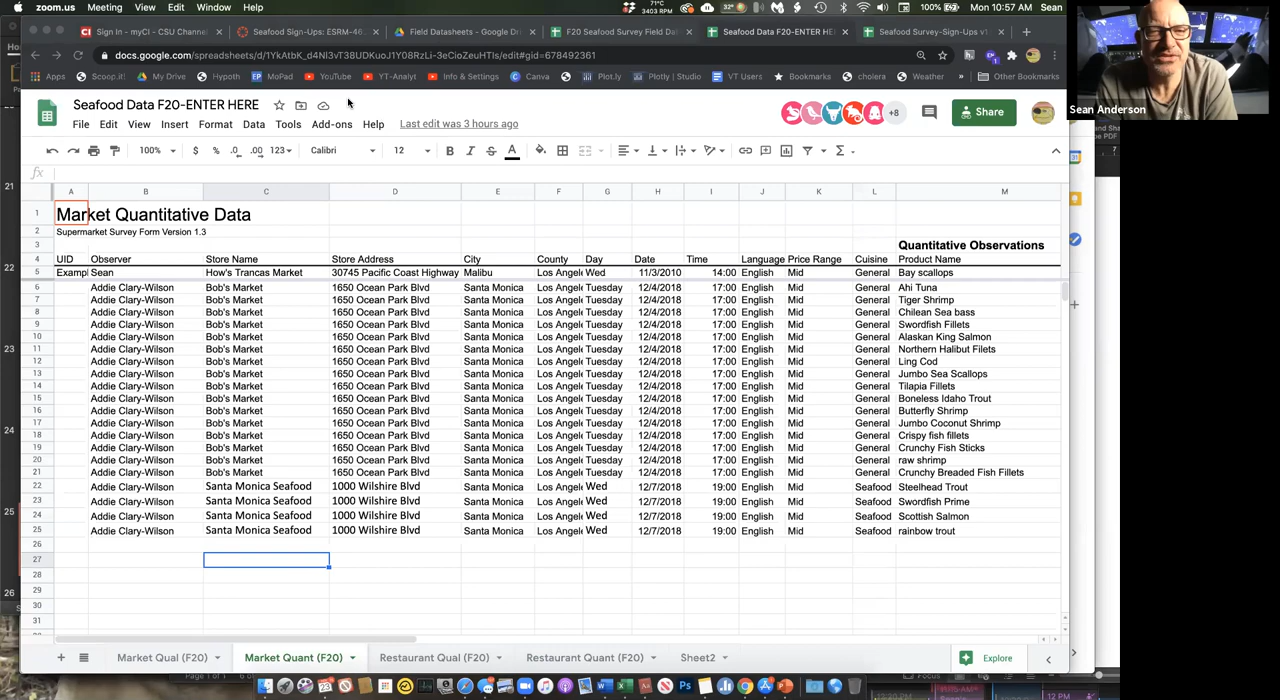 zoom.us Meeting View Edit Window Help 71°C 3403 RPM 32° 100% Mon 10:57 AM Sean
Sign In - myCI - CSU Channel Seafood Sign-Ups: ESRM-46 Field Datasheets - Google Dr F20 Seafood Survey Field Dat Seafood Data F20-ENTER HE Seafood Survey-Sign-Ups v1
docs.google.com/spreadsheets/d/1YkAtbK_d4NI3vT3BUDKuoJ1Y08RzLi-3eCioZeuHTIs/edit#gid=678492361
Apps Scoop.it! My Drive Hypoth MoPad YouTube YT-Analyt Info & Settings Canva Plot.ly Plotly | Studio VT Users Bookmarks cholera Weather » Other Bookmarks
Sean Anderson
Seafood Data F20-ENTER HERE +8 Share
File Edit View Insert Format Data Tools Add-ons Help Last edit was 3 hours ago
100% $ % .0 .00 123 Calibri 12 B I S A
fx
A B C D E F G H I J K L M
1 Market Quantitative Data
2 Supermarket Survey Form Version 1.3
3 Quantitative Observations
4 UID Observer Store Name Store Address City County Day Date Time Language Price Range Cuisine Product Name
5 Exampl Sean How's Trancas Market 30745 Pacific Coast Highway Malibu Los Angele Wed 11/3/2010 14:00 English Mid General Bay scallops
6 Addie Clary-Wilson Bob's Market 1650 Ocean Park Blvd Santa Monica Los Angele Tuesday 12/4/2018 17:00 English Mid General Ahi Tuna
7 Addie Clary-Wilson Bob's Market 1650 Ocean Park Blvd Santa Monica Los Angele Tuesday 12/4/2018 17:00 English Mid General Tiger Shrimp
8 Addie Clary-Wilson Bob's Market 1650 Ocean Park Blvd Santa Monica Los Angele Tuesday 12/4/2018 17:00 English Mid General Chilean Sea bass
9 Addie Clary-Wilson Bob's Market 1650 Ocean Park Blvd Santa Monica Los Angele Tuesday 12/4/2018 17:00 English Mid General Swordfish Fillets
10 Addie Clary-Wilson Bob's Market 1650 Ocean Park Blvd Santa Monica Los Angele Tuesday 12/4/2018 17:00 English Mid General Alaskan King Salmon
11 Addie Clary-Wilson Bob's Market 1650 Ocean Park Blvd Santa Monica Los Angele Tuesday 12/4/2018 17:00 English Mid General Northern Halibut Filets
12 Addie Clary-Wilson Bob's Market 1650 Ocean Park Blvd Santa Monica Los Angele Tuesday 12/4/2018 17:00 English Mid General Ling Cod
13 Addie Clary-Wilson Bob's Market 1650 Ocean Park Blvd Santa Monica Los Angele Tuesday 12/4/2018 17:00 English Mid General Jumbo Sea Scallops
14 Addie Clary-Wilson Bob's Market 1650 Ocean Park Blvd Santa Monica Los Angele Tuesday 12/4/2018 17:00 English Mid General Tilapia Fillets
15 Addie Clary-Wilson Bob's Market 1650 Ocean Park Blvd Santa Monica Los Angele Tuesday 12/4/2018 17:00 English Mid General Boneless Idaho Trout
16 Addie Clary-Wilson Bob's Market 1650 Ocean Park Blvd Santa Monica Los Angele Tuesday 12/4/2018 17:00 English Mid General Butterfly Shrimp
17 Addie Clary-Wilson Bob's Market 1650 Ocean Park Blvd Santa Monica Los Angele Tuesday 12/4/2018 17:00 English Mid General Jumbo Coconut Shrimp
18 Addie Clary-Wilson Bob's Market 1650 Ocean Park Blvd Santa Monica Los Angele Tuesday 12/4/2018 17:00 English Mid General Crispy fish fillets
19 Addie Clary-Wilson Bob's Market 1650 Ocean Park Blvd Santa Monica Los Angele Tuesday 12/4/2018 17:00 English Mid General Crunchy Fish Sticks
20 Addie Clary-Wilson Bob's Market 1650 Ocean Park Blvd Santa Monica Los Angele Tuesday 12/4/2018 17:00 English Mid General raw shrimp
21 Addie Clary-Wilson Bob's Market 1650 Ocean Park Blvd Santa Monica Los Angele Tuesday 12/4/2018 17:00 English Mid General Crunchy Breaded Fish Fillets
22 Addie Clary-Wilson Santa Monica Seafood 1000 Wilshire Blvd Santa Monica Los Angele Wed 12/7/2018 19:00 English Mid Seafood Steelhead Trout
23 Addie Clary-Wilson Santa Monica Seafood 1000 Wilshire Blvd Santa Monica Los Angele Wed 12/7/2018 19:00 English Mid Seafood Swordfish Prime
24 Addie Clary-Wilson Santa Monica Seafood 1000 Wilshire Blvd Santa Monica Los Angele Wed 12/7/2018 19:00 English Mid Seafood Scottish Salmon
25 Addie Clary-Wilson Santa Monica Seafood 1000 Wilshire Blvd Santa Monica Los Angele Wed 12/7/2018 19:00 English Mid Seafood rainbow trout
26
27
28
29
30
31
Market Qual (F20) Market Quant (F20) Restaurant Qual (F20) Restaurant Quant (F20) Sheet2 Explore
21
22
23
24
25
26
Page 1 of 1
Focus
12 PM